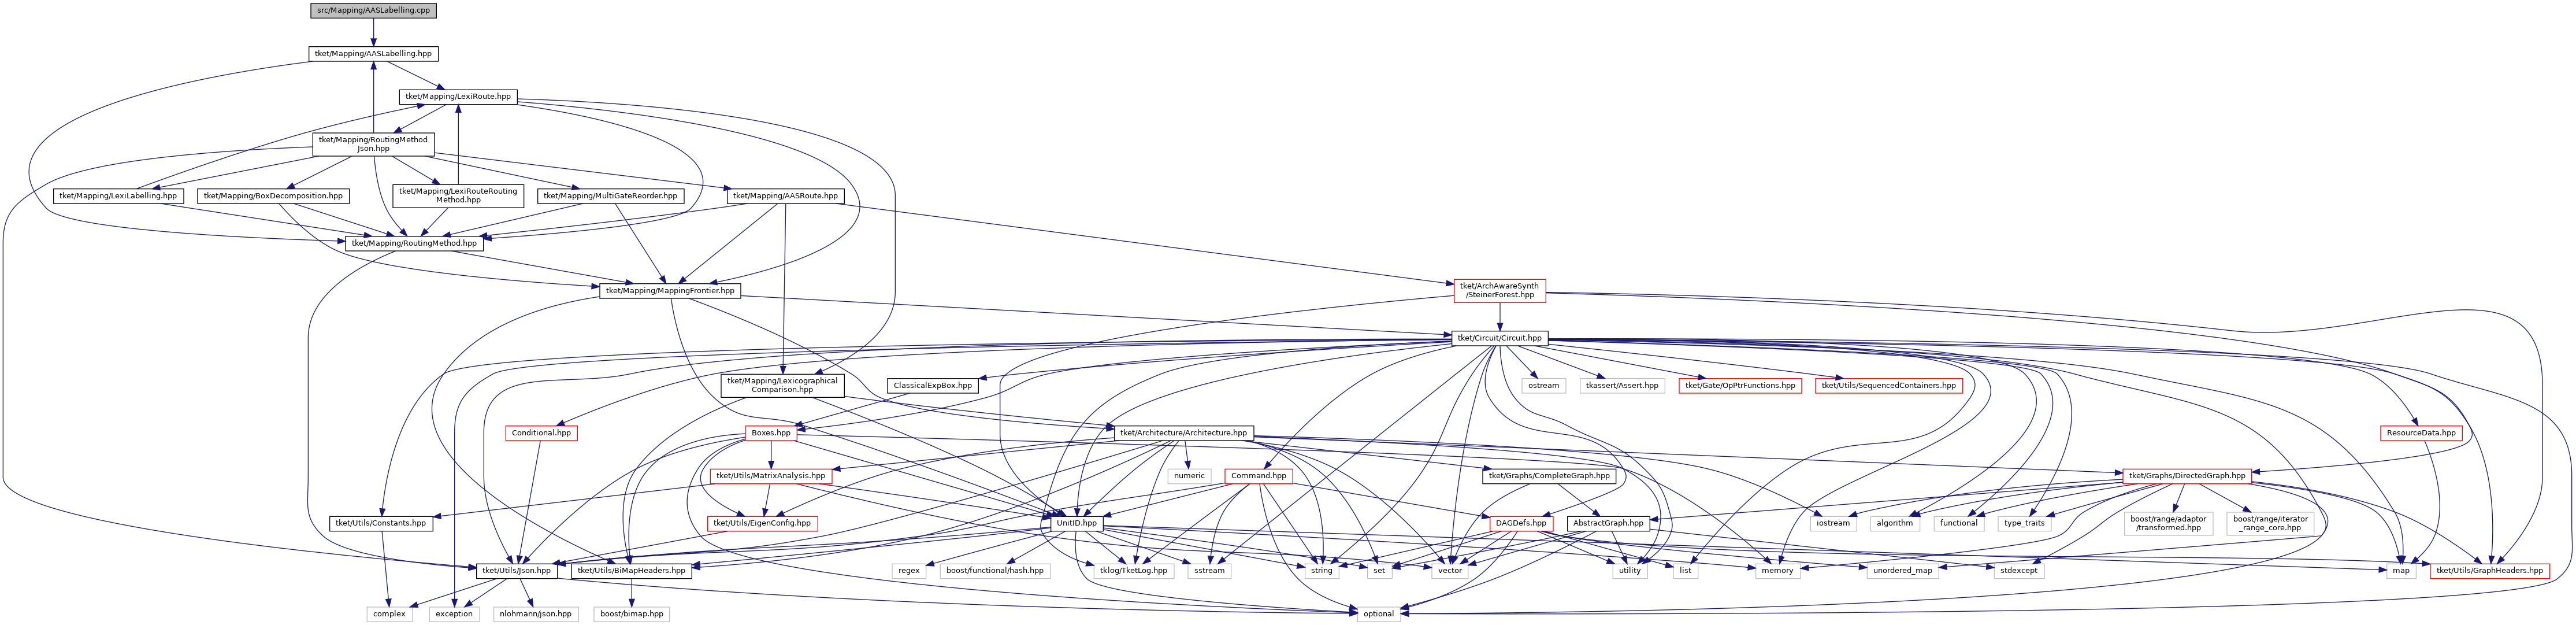 src/Mapping/AASLabelling.cpp
tket/Mapping/AASLabelling.hpp
tket/Mapping/LexiRoute.hpp
tket/Mapping/RoutingMethod
Json.hpp
tket/Mapping/LexiLabelling.hpp
tket/Mapping/BoxDecomposition.hpp
tket/Mapping/LexiRouteRouting
Method.hpp
tket/Mapping/MultiGateReorder.hpp
tket/Mapping/AASRoute.hpp
tket/Mapping/RoutingMethod.hpp
tket/Mapping/MappingFrontier.hpp
tket/ArchAwareSynth
/SteinerForest.hpp
tket/Circuit/Circuit.hpp
tket/Mapping/Lexicographical
Comparison.hpp
ClassicalExpBox.hpp
ostream
tkassert/Assert.hpp
tket/Gate/OpPtrFunctions.hpp
tket/Utils/SequencedContainers.hpp
Conditional.hpp
Boxes.hpp
tket/Architecture/Architecture.hpp
ResourceData.hpp
tket/Utils/MatrixAnalysis.hpp
numeric
Command.hpp
tket/Graphs/CompleteGraph.hpp
tket/Graphs/DirectedGraph.hpp
tket/Utils/Constants.hpp
tket/Utils/EigenConfig.hpp
UnitID.hpp
DAGDefs.hpp
AbstractGraph.hpp
iostream
algorithm
functional
type_traits
boost/range/adaptor
/transformed.hpp
boost/range/iterator
_range_core.hpp
tket/Utils/Json.hpp
tket/Utils/BiMapHeaders.hpp
regex
boost/functional/hash.hpp
tklog/TketLog.hpp
sstream
string
set
vector
utility
list
memory
unordered_map
stdexcept
map
tket/Utils/GraphHeaders.hpp
complex
exception
nlohmann/json.hpp
boost/bimap.hpp
optional